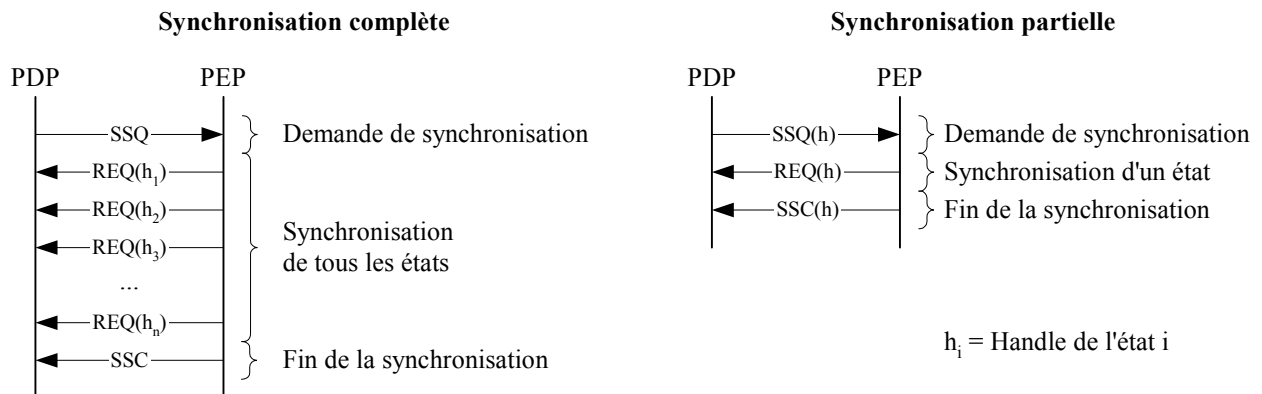 Synchronisation complète
PDP
PEP
SSQ
Demande de synchronisation
REQ(h1)
REQ(h2)
REQ(h3)
...
REQ(hn)
Synchronisation
de tous les états
SSC
Fin de la synchronisation
Synchronisation partielle
PDP
PEP
SSQ(h)
Demande de synchronisation
REQ(h)
Synchronisation d'un état
SSC(h)
Fin de la synchronisation
hi = Handle de l'état i